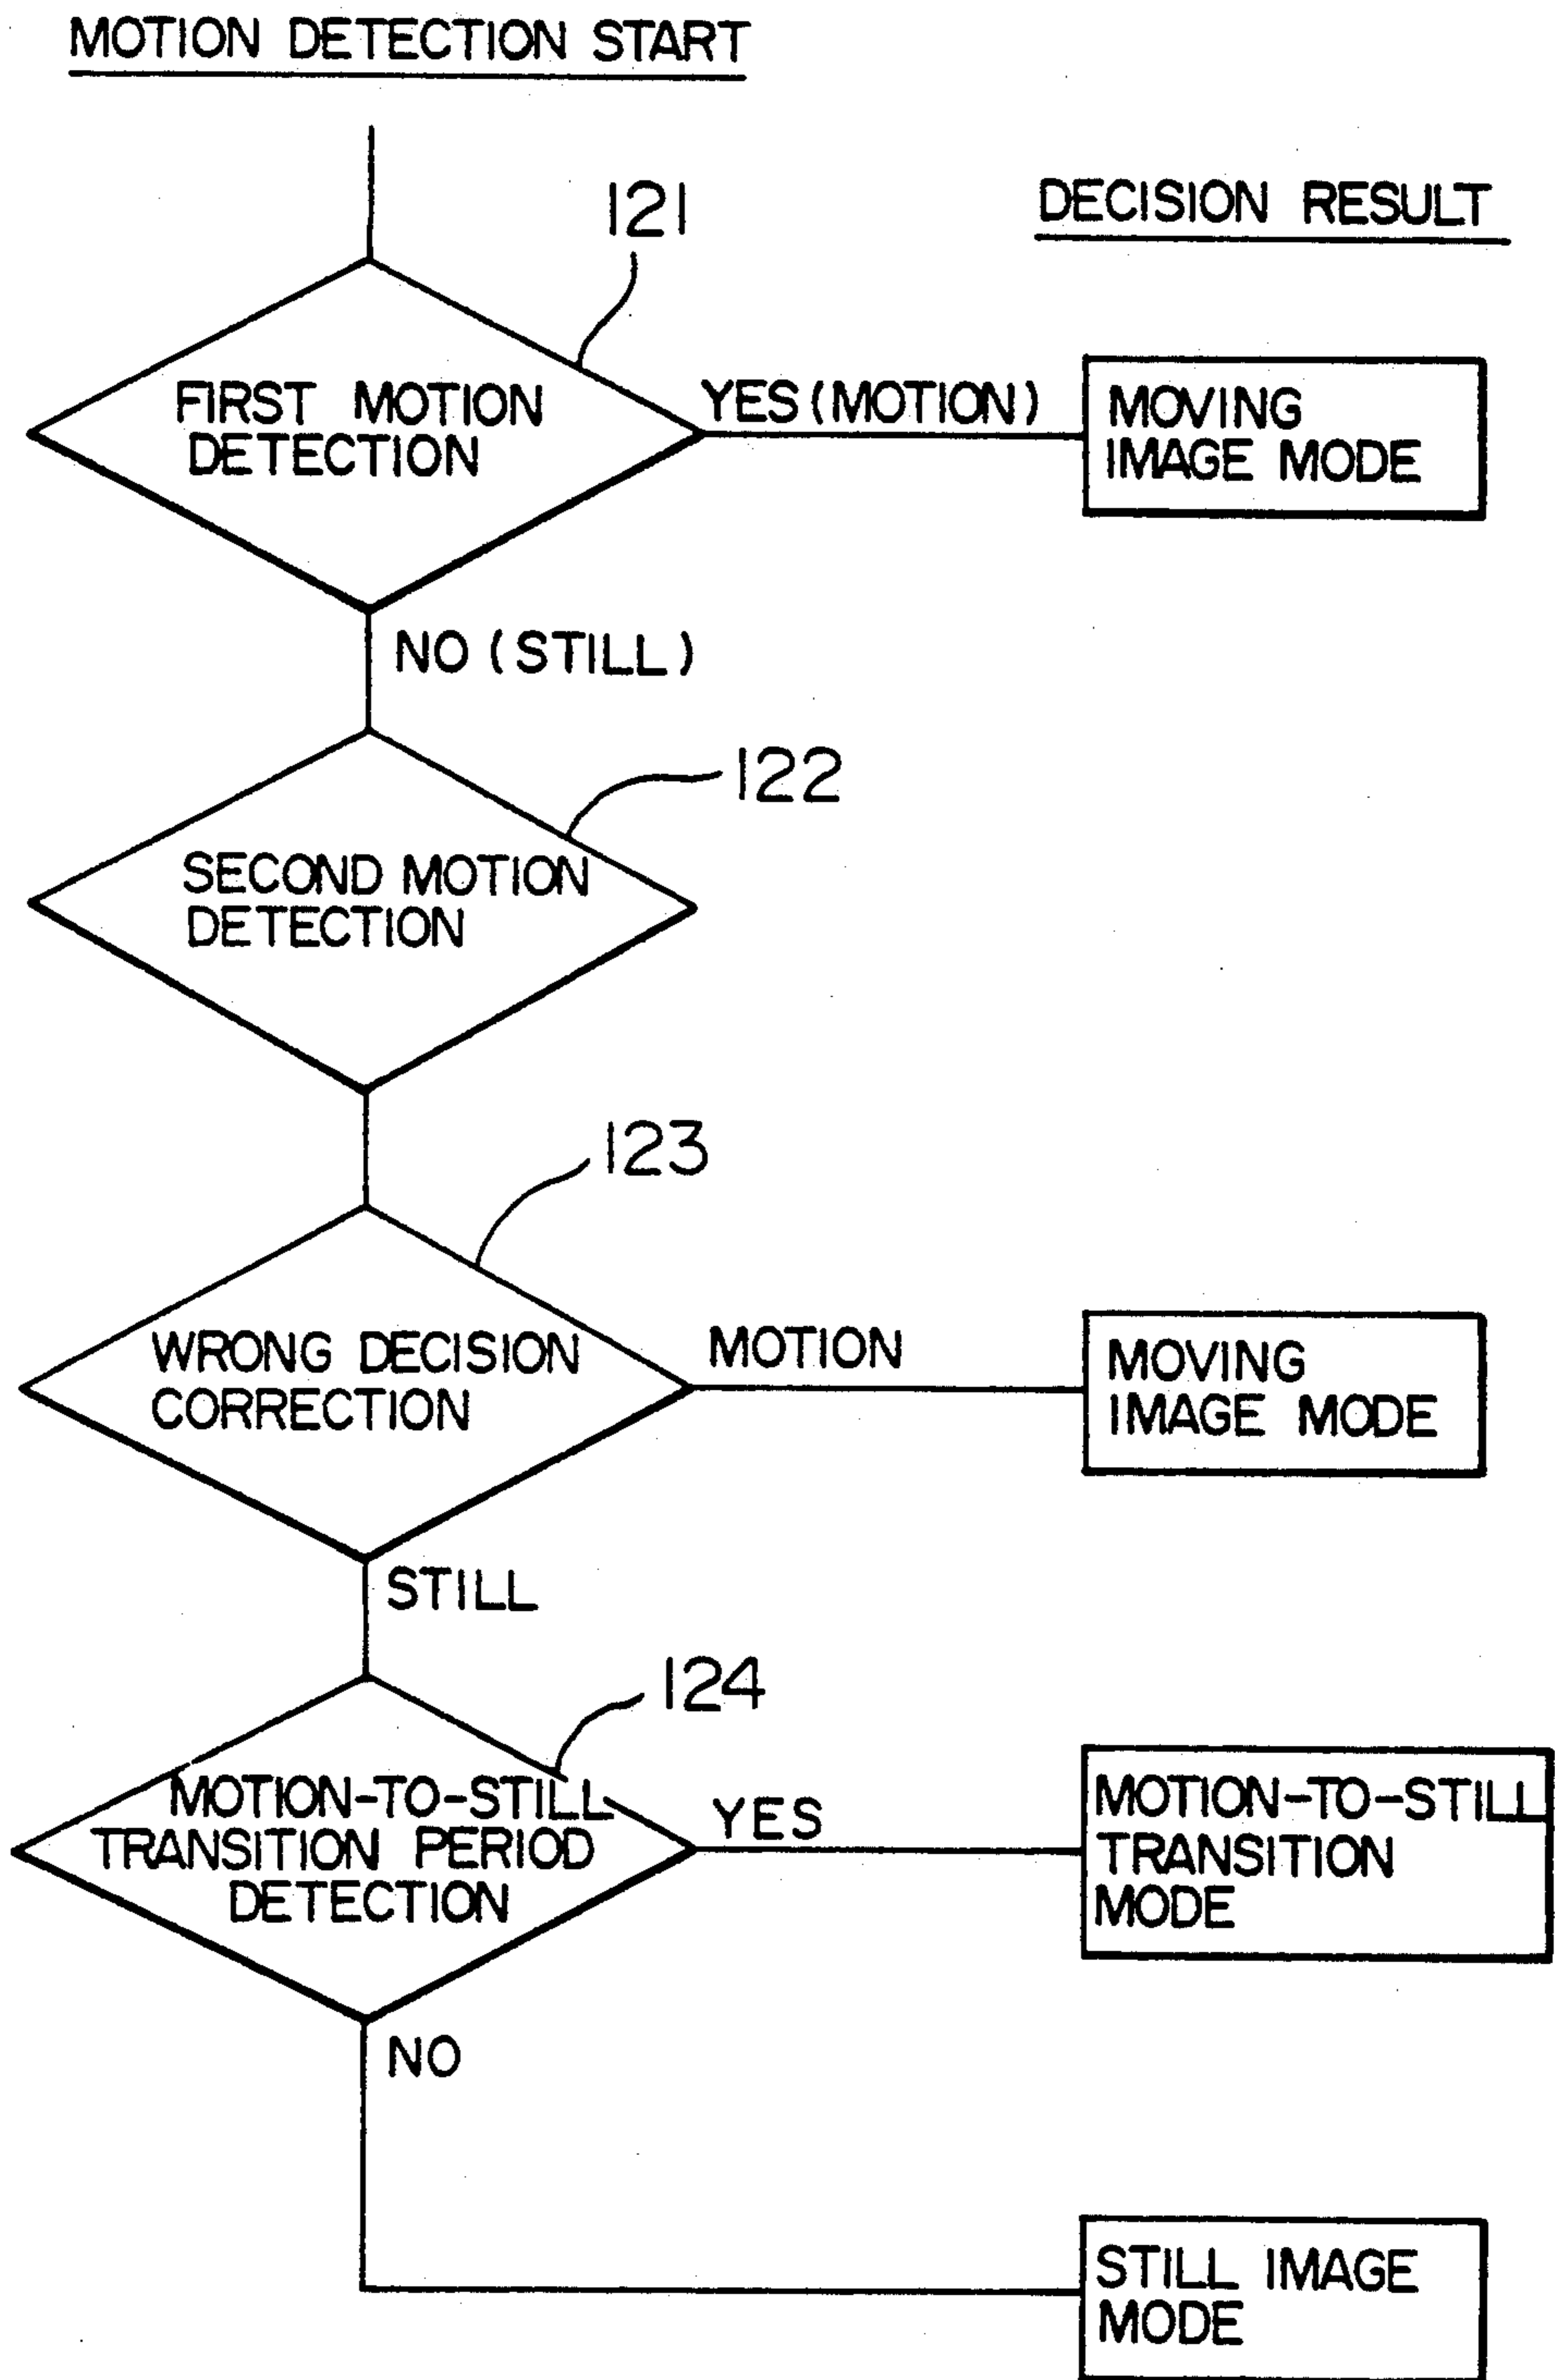 MOTION DETECTION START
DECISION RESULT
121
FIRST MOTION
DETECTION
YES (MOTION)
MOVING
IMAGE MODE
NO (STILL)
122
SECOND MOTION
DETECTION
123
WRONG DECISION
CORRECTION
MOTION
MOVING
IMAGE MODE
STILL
124
MOTION-TO-STILL
TRANSITION PERIOD
DETECTION
YES
MOTION-TO-STILL
TRANSITION
MODE
NO
STILL IMAGE
MODE